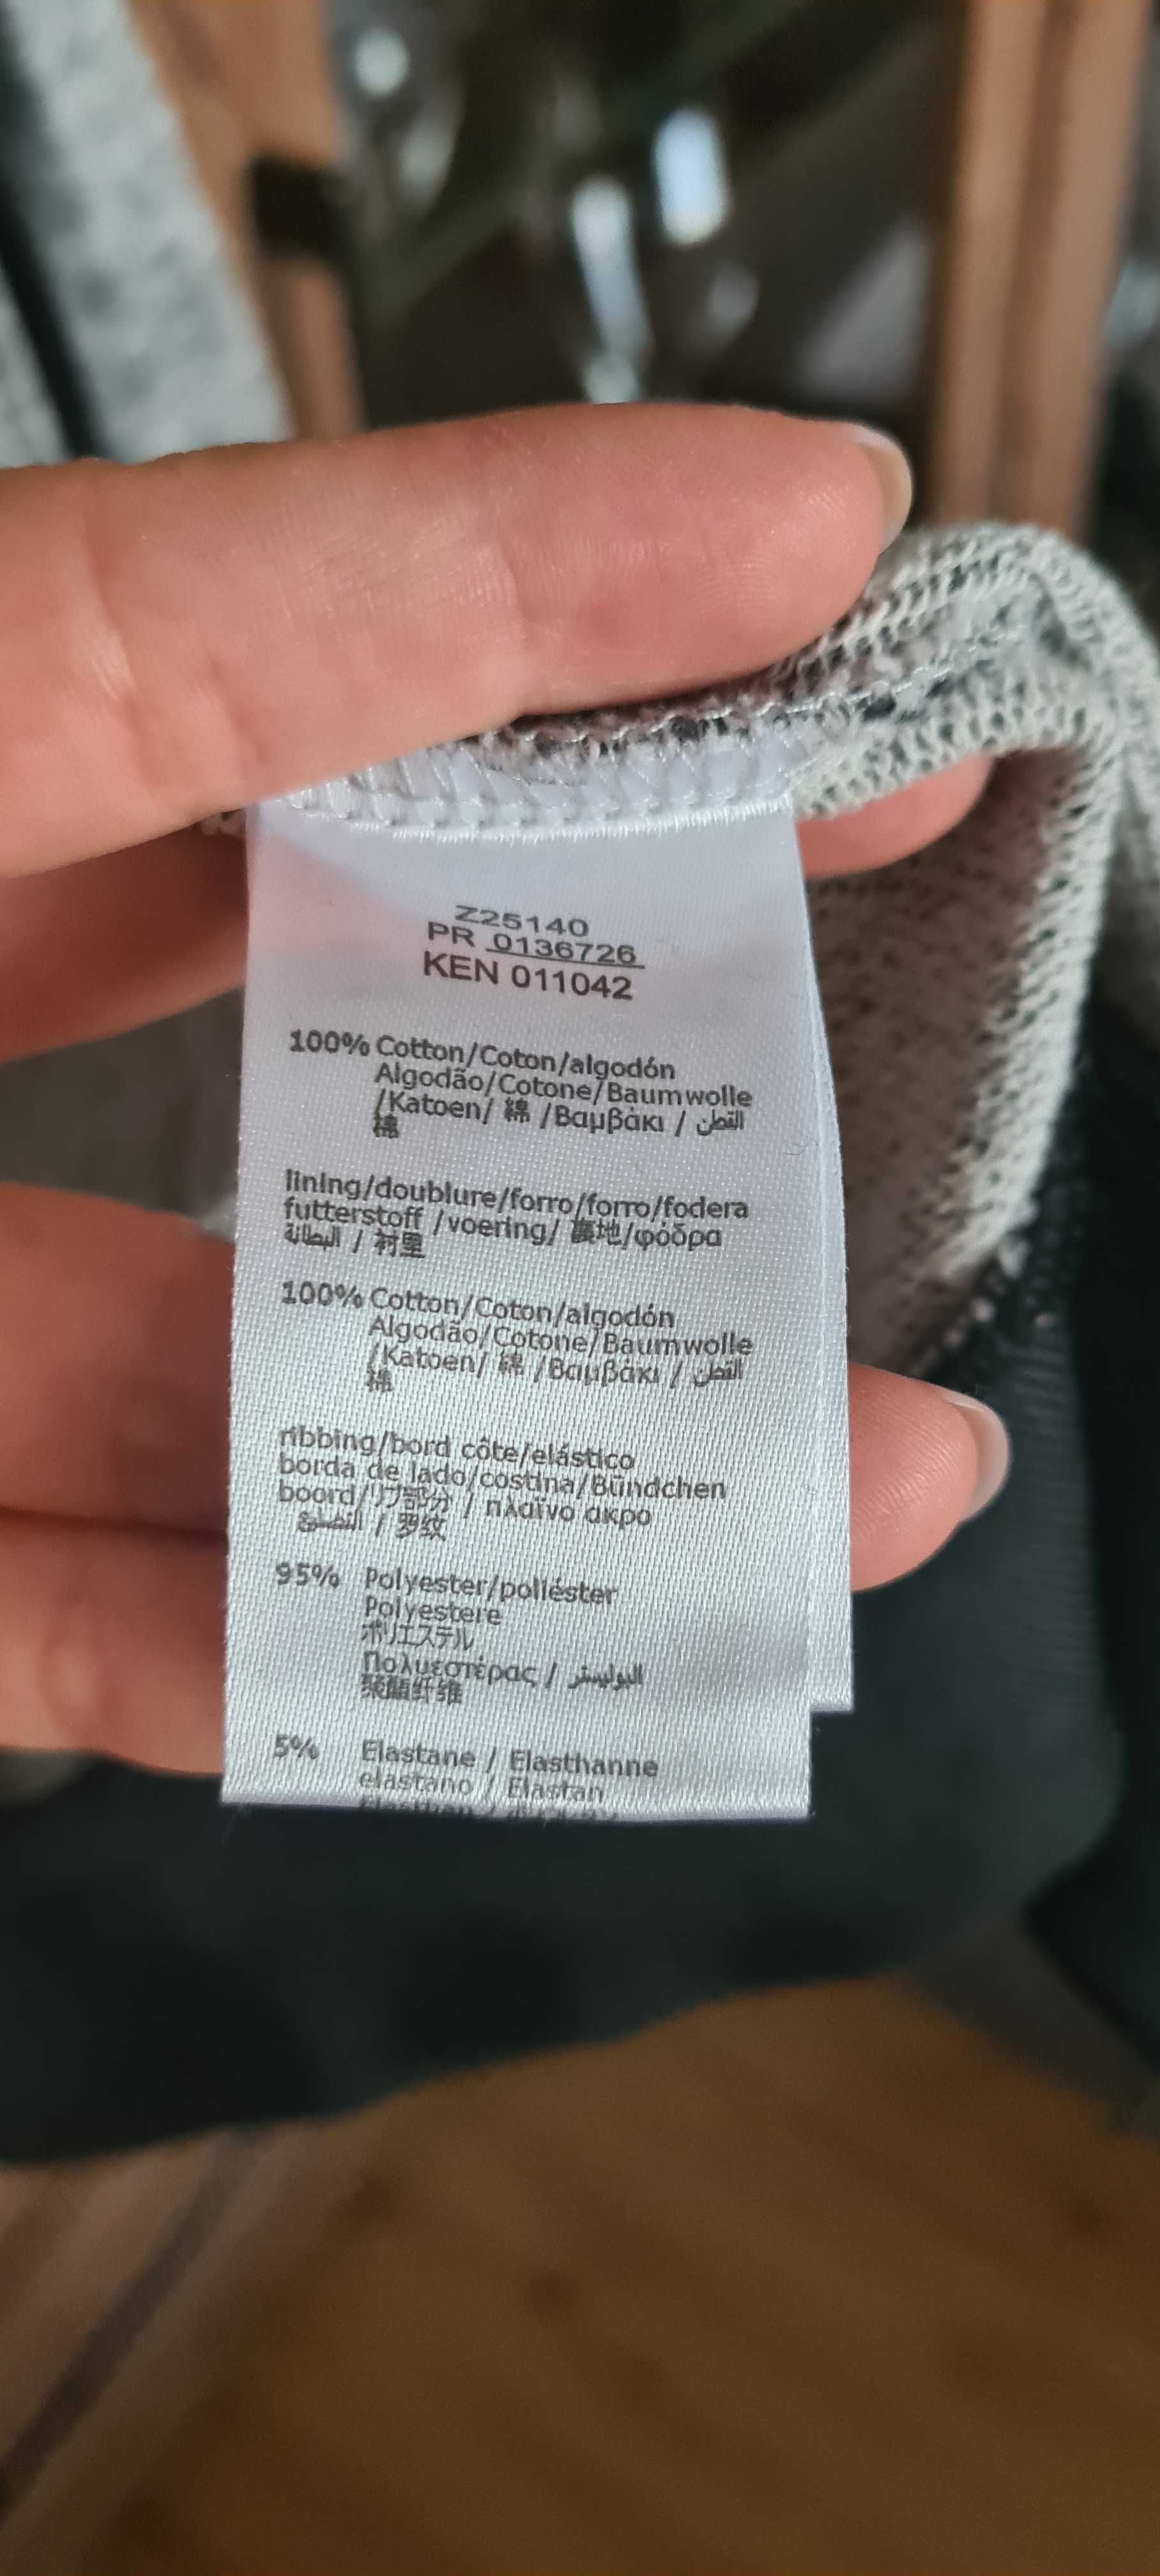 Z25140
PR 0136726
KEN 011042
100% Cotton/Coton/algodón
Algodão/Cotone/Baumwolle
/Katoen/ 綿 /Βαμβάκι / القطن
棉
lining/doublure/forro/forro/fodera
futterstoff /voering/ 裏地/φόδρα
البطانة / 衬里
100% Cotton/Coton/algodón
Algodão/Cotone/Baumwolle
/Katoen/ 綿 /Βαμβάκι / القطن
棉
ribbing/bord côte/elástico
borda de lado/costina/Bündchen
boord/リブ部分 / πλαϊνο ακρο
التضليع / 罗纹
95% Polyester/poliéster
Polyestere
ポリエステル
Πολυεστέρας / البوليستر
聚酯纤维
5% Elastane / Elasthanne
elastano / Elastan